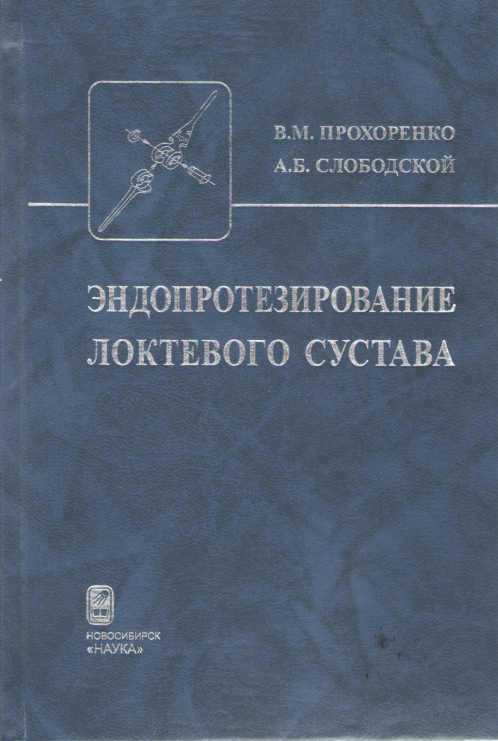 В.М. ПРОХОРЕНКО
А.Б. СЛОБОДСКОЙ
ЭНДОПРОТЕЗИРОВАНИЕ
ЛОКТЕВОГО СУСТАВА
НОВОСИБИРСК
«НАУКА»